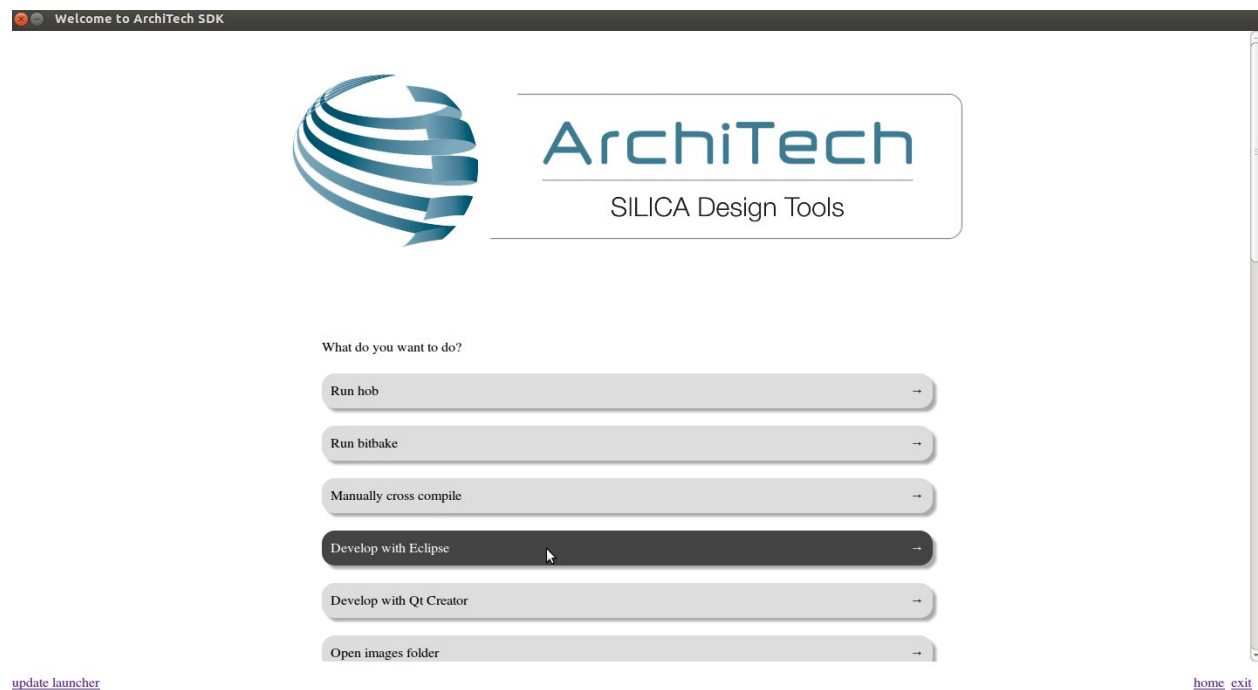 Welcome to ArchiTech SDK
ArchiTech
SILICA Design Tools
What do you want to do?
Run hob →
Run bitbake →
Manually cross compile →
Develop with Eclipse →
Develop with Qt Creator →
Open images folder →
update launcher
home exit